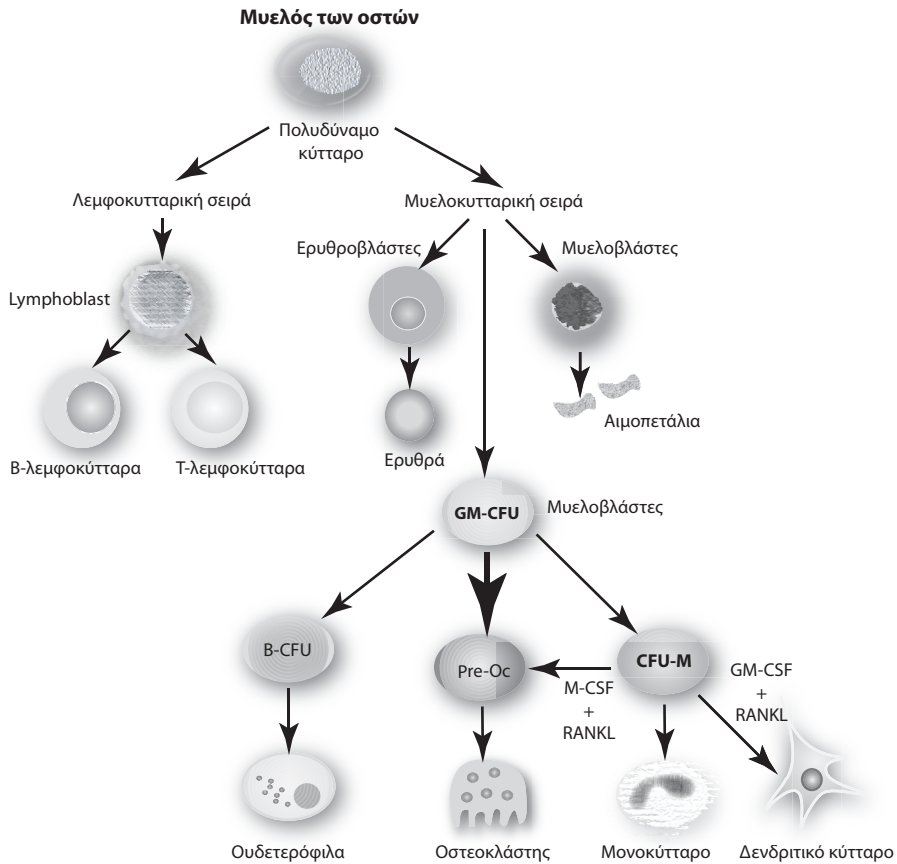 Μυελός των οστών
Πολυδύναμο
κύτταρο
Λεμφοκυτταρική σειρά
Μυελοκυτταρική σειρά
Ερυθροβλάστες
Μυελοβλάστες
Lymphoblast
Αιμοπετάλια
Β-λεμφοκύτταρα
Τ-λεμφοκύτταρα
Ερυθρά
GM-CFU
Μυελοβλάστες
B-CFU
Pre-Oc
CFU-M
M-CSF
+
RANKL
GM-CSF
+
RANKL
Ουδετερόφιλα
Οστεοκλάστης
Μονοκύτταρο
Δενδριτικό κύτταρο